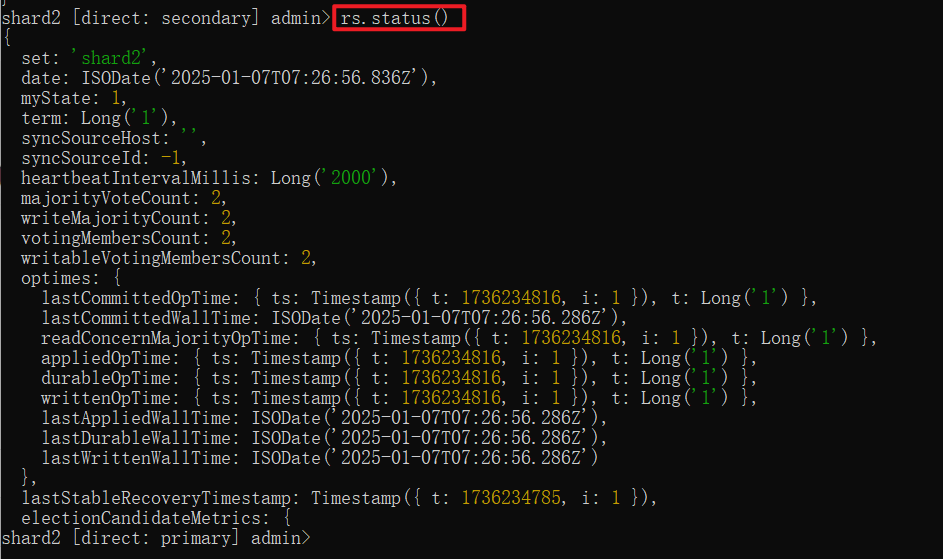 }
shard2 [direct: secondary] admin> rs.status()
{
  set: 'shard2',
  date: ISODate('2025-01-07T07:26:56.836Z'),
  myState: 1,
  term: Long('1'),
  syncSourceHost: '',
  syncSourceId: -1,
  heartbeatIntervalMillis: Long('2000'),
  majorityVoteCount: 2,
  writeMajorityCount: 2,
  votingMembersCount: 2,
  writableVotingMembersCount: 2,
  optimes: {
    lastCommittedOpTime: { ts: Timestamp({ t: 1736234816, i: 1 }), t: Long('1') },
    lastCommittedWallTime: ISODate('2025-01-07T07:26:56.286Z'),
    readConcernMajorityOpTime: { ts: Timestamp({ t: 1736234816, i: 1 }), t: Long('1') },
    appliedOpTime: { ts: Timestamp({ t: 1736234816, i: 1 }), t: Long('1') },
    durableOpTime: { ts: Timestamp({ t: 1736234816, i: 1 }), t: Long('1') },
    writtenOpTime: { ts: Timestamp({ t: 1736234816, i: 1 }), t: Long('1') },
    lastAppliedWallTime: ISODate('2025-01-07T07:26:56.286Z'),
    lastDurableWallTime: ISODate('2025-01-07T07:26:56.286Z'),
    lastWrittenWallTime: ISODate('2025-01-07T07:26:56.286Z')
  },
  lastStableRecoveryTimestamp: Timestamp({ t: 1736234785, i: 1 }),
  electionCandidateMetrics: {
shard2 [direct: primary] admin>